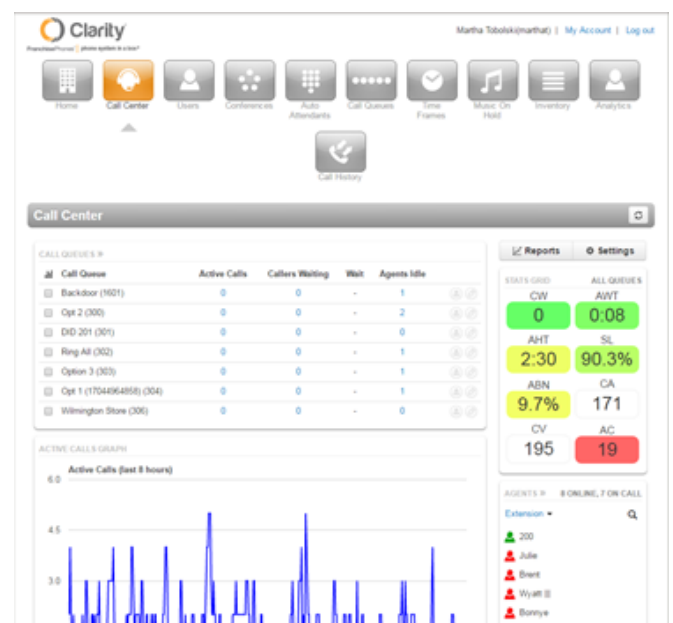 Clarity
phone system in a box
Martha Tobolski(marthat) | My Account | Log out
Home
Call Center
Users
Conferences
Auto Attendants
Call Queues
Time Frames
Music On Hold
Inventory
Analytics
Call History
Call Center
CALL QUEUES »
Call Queue Active Calls Callers Waiting Wait Agents Idle
Backdoor (1601) 0 0 - 1
Opt 2 (300) 0 0 - 2
DID 201 (301) 0 0 - 0
Ring All (302) 0 0 - 1
Option 3 (303) 0 0 - 1
Opt 1 (17044964858) (304) 0 0 - 1
Wilmington Store (306) 0 0 - 0
ACTIVE CALLS GRAPH
Active Calls (last 8 hours)
6.0
4.5
3.0
Reports
Settings
STATS GRID ALL QUEUES
CW AWT
0 0:08
AHT SL
2:30 90.3%
ABN CA
9.7% 171
CV AC
195 19
AGENTS » 8 ONLINE, 7 ON CALL
Extension
200
Julie
Brent
Wyatt
Bonnye